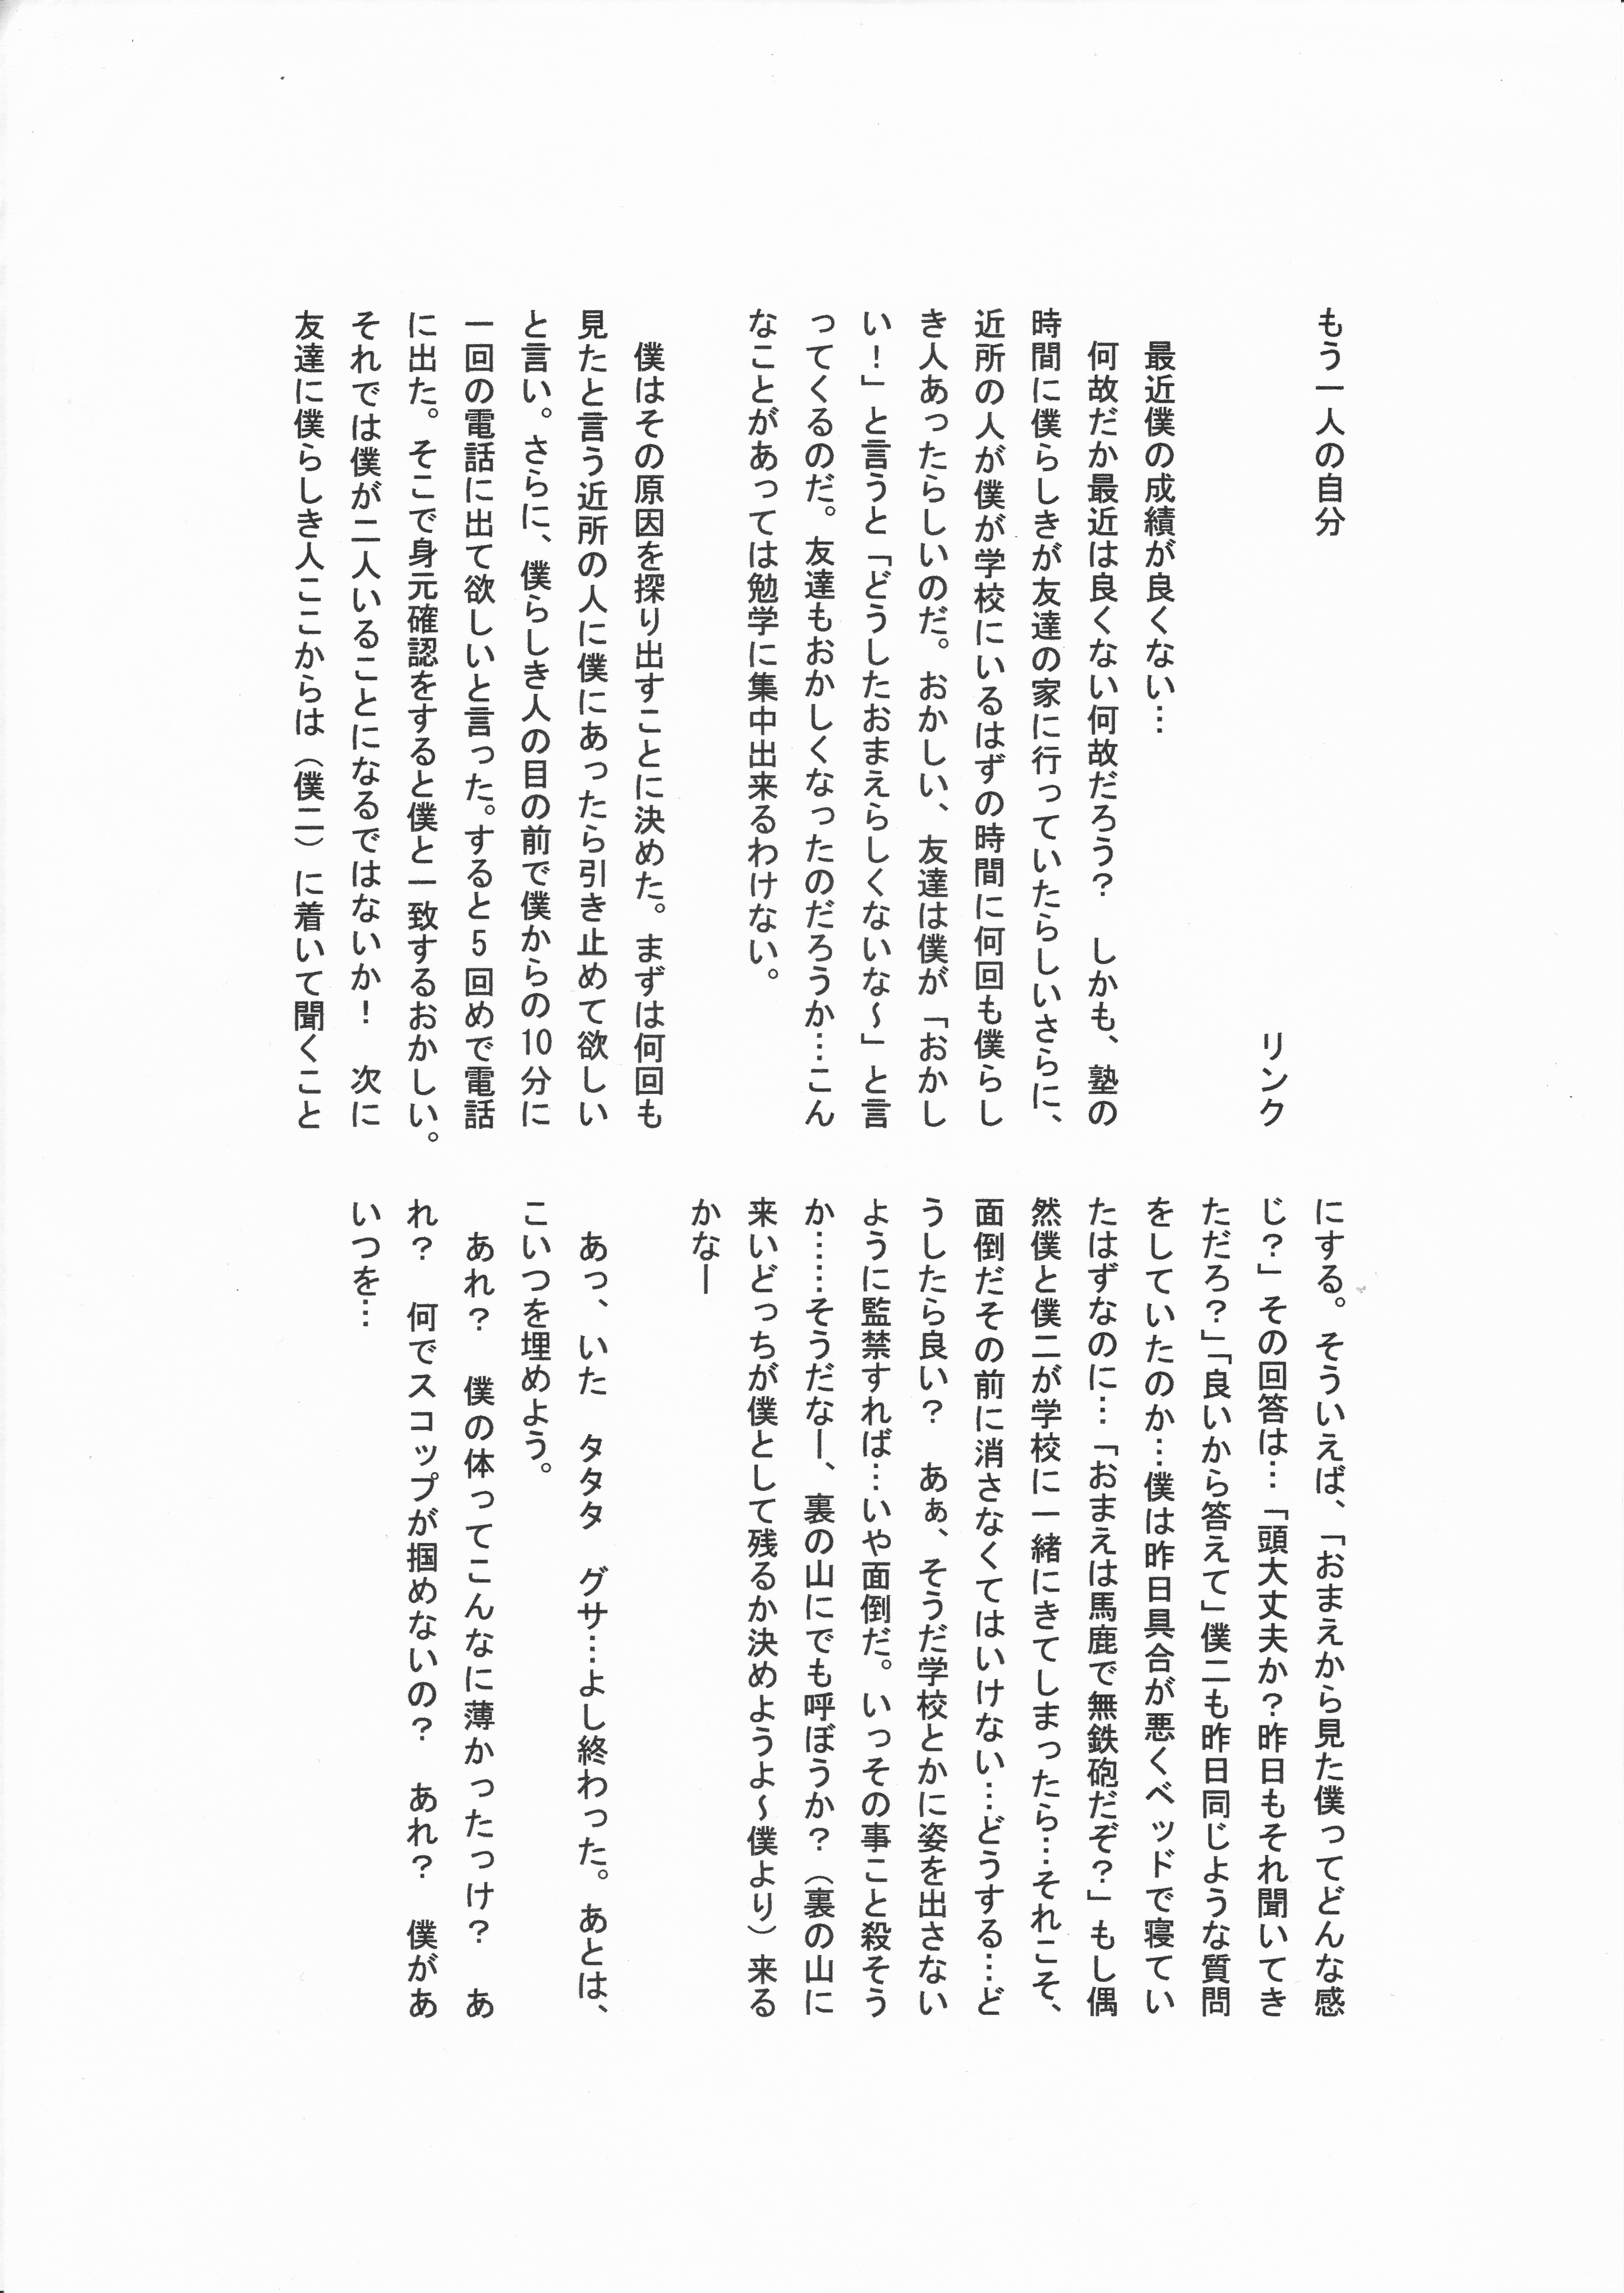 もう一人の自分
リンク
最近僕の成績が良くない…
何故だか最近は良くない何故だろう？　しかも、塾の
時間に僕らしきが友達の家に行っていたらしいさらに、
近所の人が僕が学校にいるはずの時間に何回も僕らし
き人あったらしいのだ。おかしい、友達は僕が「おかし
い！」と言うと「どうしたおまえらしくないな～」と言
ってくるのだ。友達もおかしくなったのだろうか…こん
なことがあっては勉学に集中出来るわけない。
僕はその原因を探り出すことに決めた。まずは何回も
見たと言う近所の人に僕にあったら引き止めて欲しい
と言い。さらに、僕らしき人の目の前で僕からの10分に
一回の電話に出て欲しいと言った。すると5回めで電話
に出た。そこで身元確認をすると僕と一致するおかしい。
それでは僕が二人いることになるではないか！　次に
友達に僕らしき人ここからは（僕二）に着いて聞くこと
にする。そういえば、「おまえから見た僕ってどんな感
じ？」その回答は…「頭大丈夫か？昨日もそれ聞いてき
ただろ？」「良いから答えて」僕二も昨日同じような質問
をしていたのか…僕は昨日具合が悪くベッドで寝てい
たはずなのに…「おまえは馬鹿で無鉄砲だぞ？」もし偶
然僕と僕二が学校に一緒にきてしまったら…それこそ、
面倒だその前に消さなくてはいけない…どうする…ど
うしたら良い？　あぁ、そうだ学校とかに姿を出さない
ように監禁すれば…いや面倒だ。いっその事こと殺そう
か……そうだなー、裏の山にでも呼ぼうか？（裏の山に
来いどっちが僕として残るか決めようよ～僕より）来る
かなー
あっ、いた　タタタ　グサ…よし終わった。あとは、
こいつを埋めよう。
あれ？　僕の体ってこんなに薄かったっけ？　あ
れ？　何でスコップが掴めないの？　あれ？　僕があ
いつを…